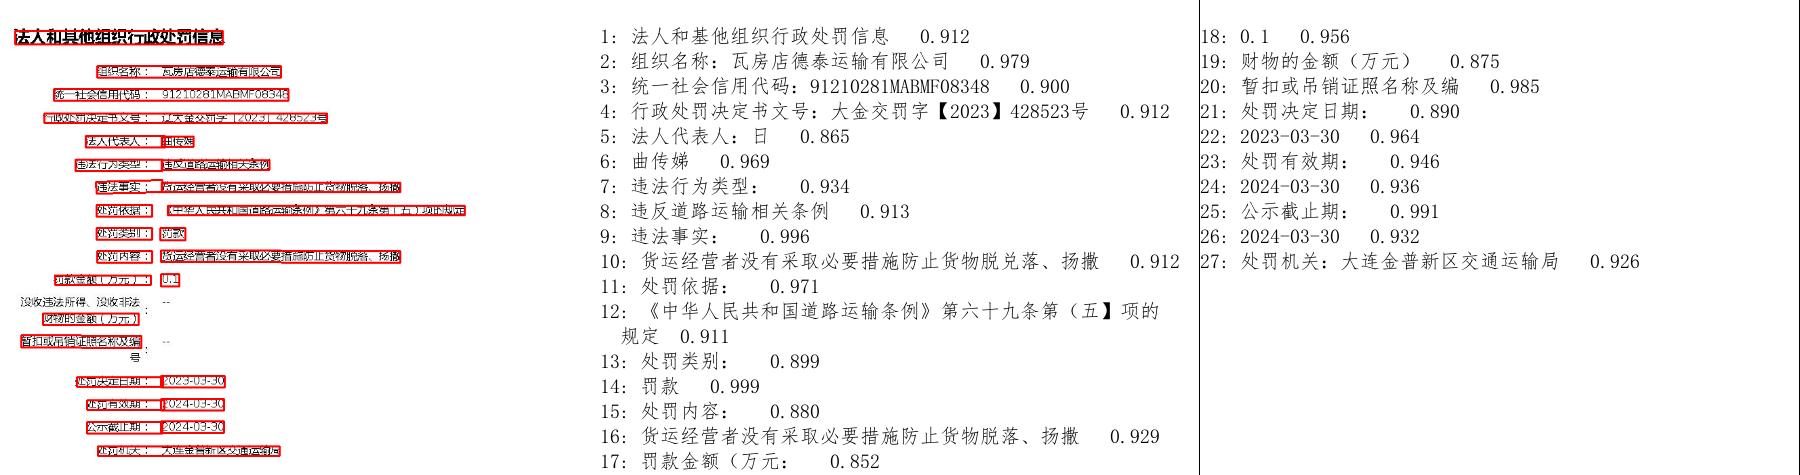 法人和其他组织行政处罚信息
组织名称： 瓦房店德泰运输有限公司
统一社会信用代码： 91210281MABMF08348
行政处罚决定书文号： 辽大金交罚字［2023］428523号
法人代表人： 曲传娣
违法行为类型： 违反道路运输相关条例
违法事实： 货运经营者没有采取必要措施防止货物脱落、扬撒
处罚依据： 《中华人民共和国道路运输条例》第六十九条第（五）项的规定
处罚类别： 罚款
处罚内容： 货运经营者没有采取必要措施防止货物脱落、扬撒
罚款金额（万元）： 0.1
没收违法所得、没收非法
财物的金额（万元）： --
暂扣或吊销证照名称及编
号： --
处罚决定日期： 2023-03-30
处罚有效期： 2024-03-30
公示截止期： 2024-03-30
处罚机关： 大连金普新区交通运输局
1: 法人和基他组织行政处罚信息 0.912
2: 组织名称：瓦房店德泰运输有限公司 0.979
3: 统一社会信用代码：91210281MABMF08348 0.900
4: 行政处罚决定书文号：大金交罚字【2023】428523号 0.912
5: 法人代表人：日 0.865
6: 曲传娣 0.969
7: 违法行为类型： 0.934
8: 违反道路运输相关条例 0.913
9: 违法事实： 0.996
10: 货运经营者没有采取必要措施防止货物脱兑落、扬撒 0.912
11: 处罚依据： 0.971
12: 《中华人民共和国道路运输条例》第六十九条第（五】项的
规定 0.911
13: 处罚类别： 0.899
14: 罚款 0.999
15: 处罚内容： 0.880
16: 货运经营者没有采取必要措施防止货物脱落、扬撒 0.929
17: 罚款金额（万元： 0.852
18: 0.1 0.956
19: 财物的金额（万元） 0.875
20: 暂扣或吊销证照名称及编 0.985
21: 处罚决定日期： 0.890
22: 2023-03-30 0.964
23: 处罚有效期： 0.946
24: 2024-03-30 0.936
25: 公示截止期： 0.991
26: 2024-03-30 0.932
27: 处罚机关：大连金普新区交通运输局 0.926